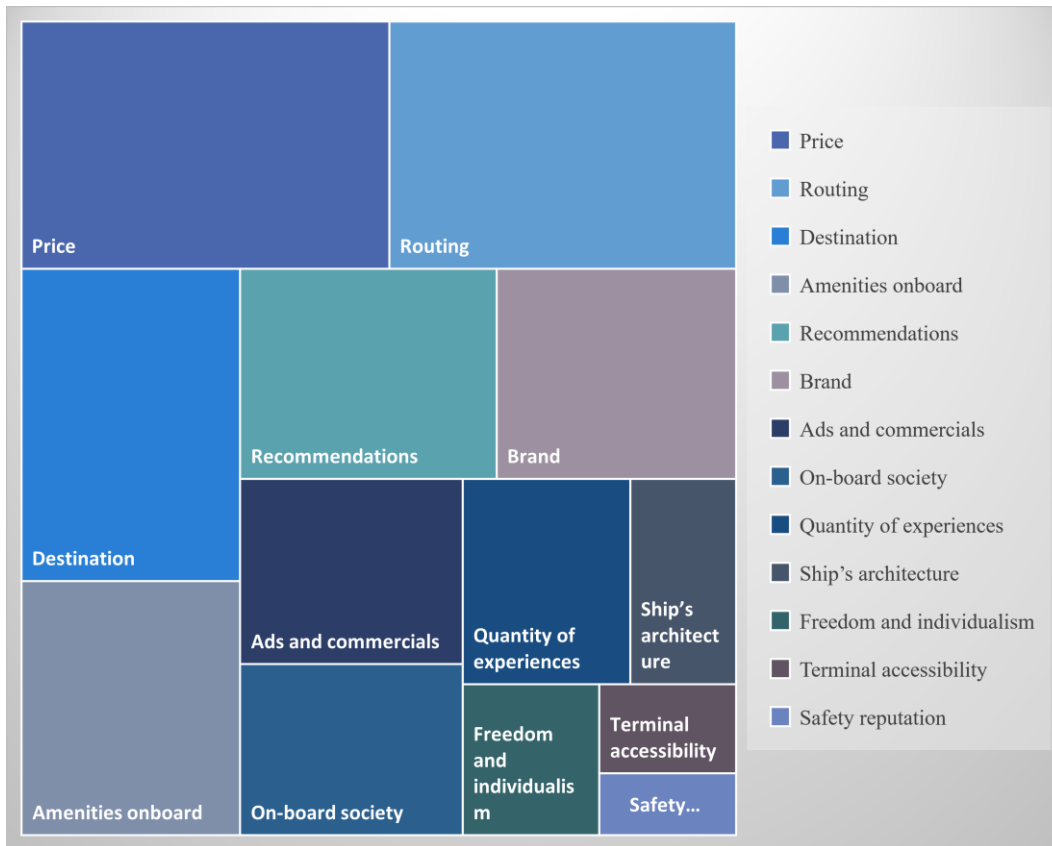 Price
Routing
Destination
Recommendations
Brand
Amenities onboard
Ads and commercials
Quantity of
experiences
Ship’s
architect
ure
On-board society
Freedom
and
individualis
m
Terminal
accessibility
Safety...
Price
Routing
Destination
Amenities onboard
Recommendations
Brand
Ads and commercials
On-board society
Quantity of experiences
Ship’s architecture
Freedom and individualism
Terminal accessibility
Safety reputation